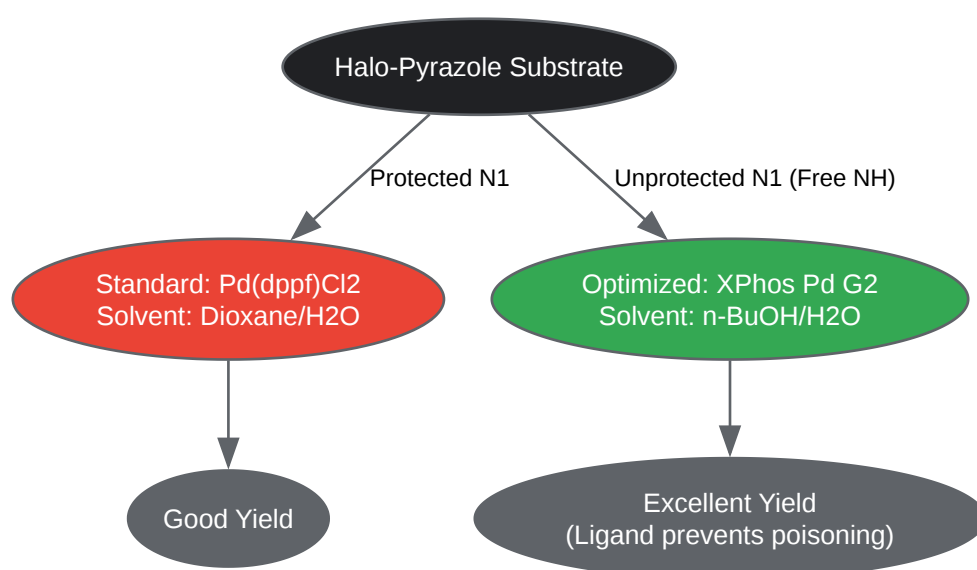 Halo-Pyrazole Substrate
Protected N1
Unprotected N1 (Free NH)
Standard: Pd(dppf)Cl2
Solvent: Dioxane/H2O
Optimized: XPhos Pd G2
Solvent: n-BuOH/H2O
Good Yield
Excellent Yield
(Ligand prevents poisoning)